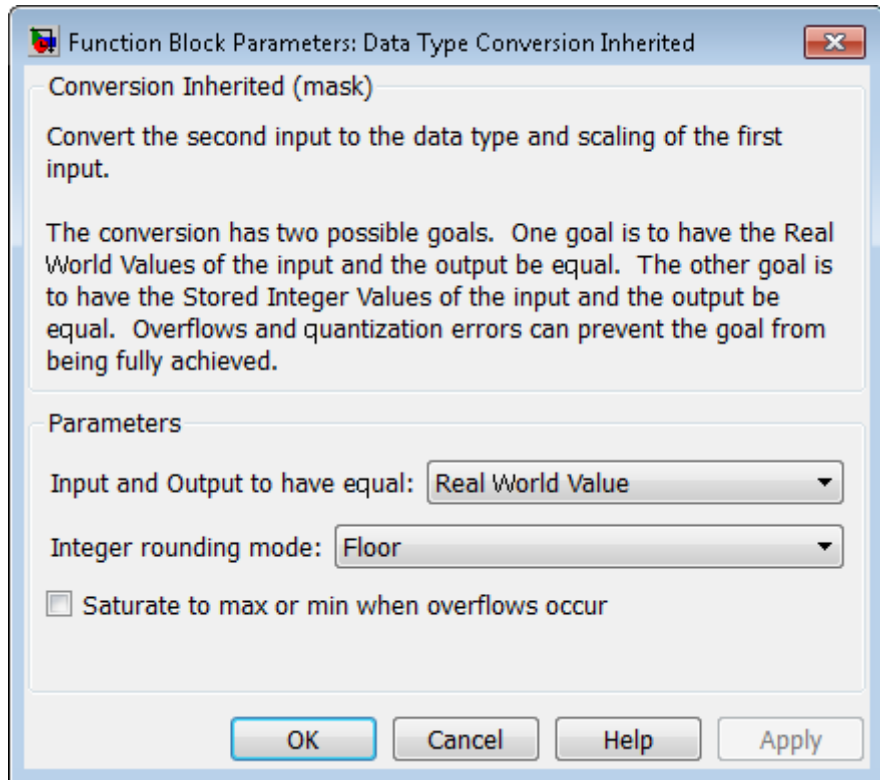 Function Block Parameters: Data Type Conversion Inherited
Conversion Inherited (mask)
Convert the second input to the data type and scaling of the first
input.
The conversion has two possible goals.  One goal is to have the Real
World Values of the input and the output be equal.  The other goal is
to have the Stored Integer Values of the input and the output be
equal.  Overflows and quantization errors can prevent the goal from
being fully achieved.
Parameters
Input and Output to have equal: Real World Value
Integer rounding mode: Floor
Saturate to max or min when overflows occur
OK Cancel Help Apply